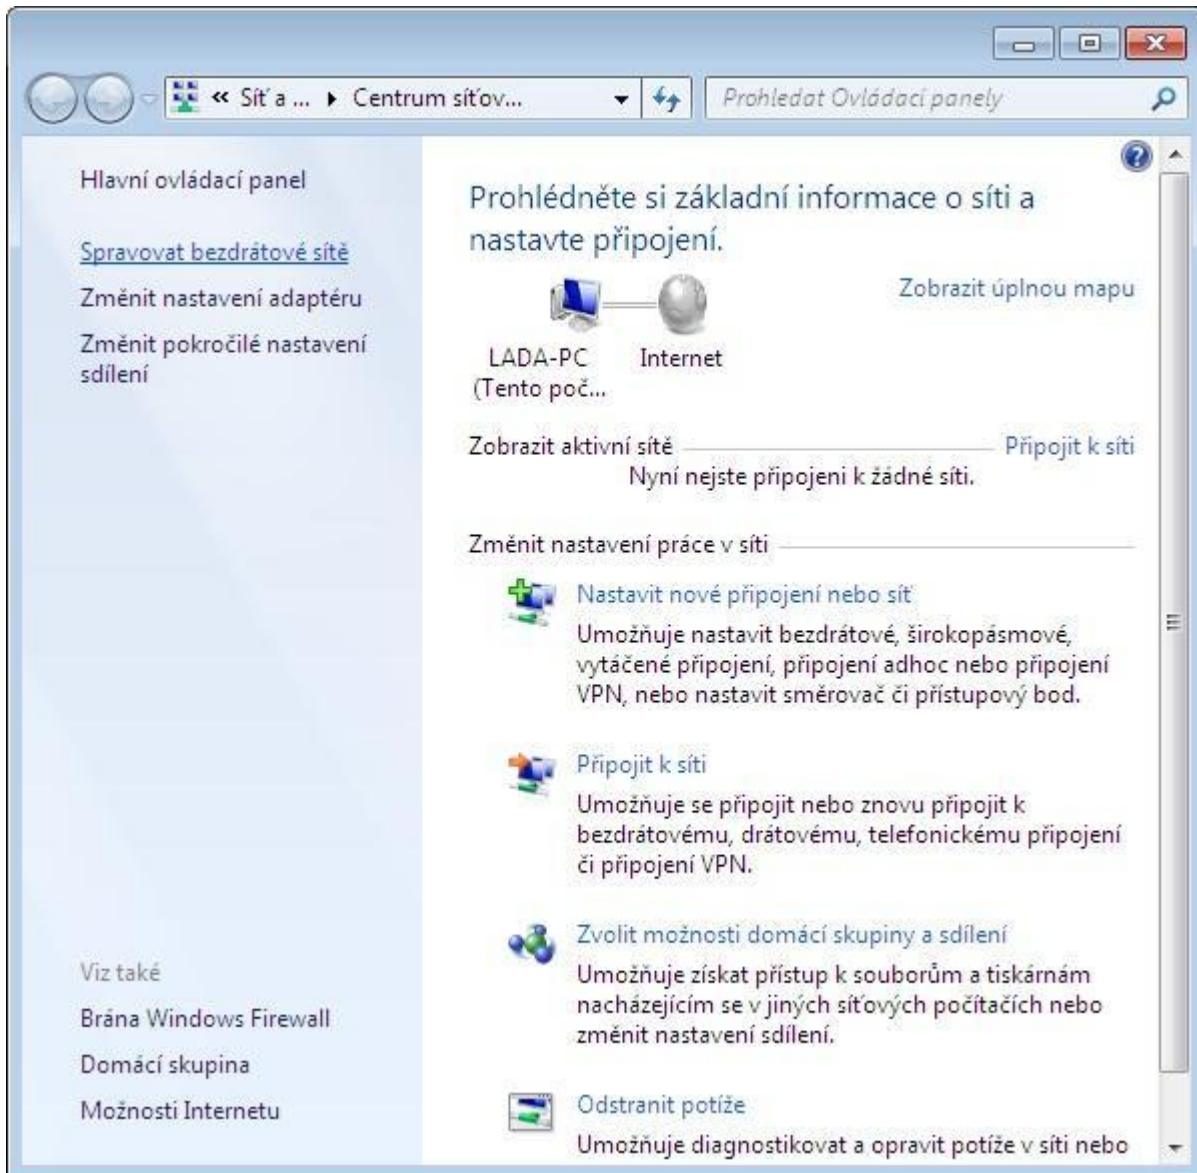 « Síť a ... ▸ Centrum síťov...
Prohledat Ovládací panely
Hlavní ovládací panel
Spravovat bezdrátové sítě
Změnit nastavení adaptéru
Změnit pokročilé nastavení
sdílení
Viz také
Brána Windows Firewall
Domácí skupina
Možnosti Internetu
Prohlédněte si základní informace o síti a
nastavte připojení.
Zobrazit úplnou mapu
LADA-PC
(Tento poč...
Internet
Zobrazit aktivní sítě
Připojit k síti
Nyní nejste připojeni k žádné síti.
Změnit nastavení práce v síti
Nastavit nové připojení nebo síť
Umožňuje nastavit bezdrátové, širokopásmové,
vytáčené připojení, připojení adhoc nebo připojení
VPN, nebo nastavit směrovač či přístupový bod.
Připojit k síti
Umožňuje se připojit nebo znovu připojit k
bezdrátovému, drátovému, telefonickému připojení
či připojení VPN.
Zvolit možnosti domácí skupiny a sdílení
Umožňuje získat přístup k souborům a tiskárnám
nacházejícím se v jiných síťových počítačích nebo
změnit nastavení sdílení.
Odstranit potíže
Umožňuje diagnostikovat a opravit potíže v síti nebo